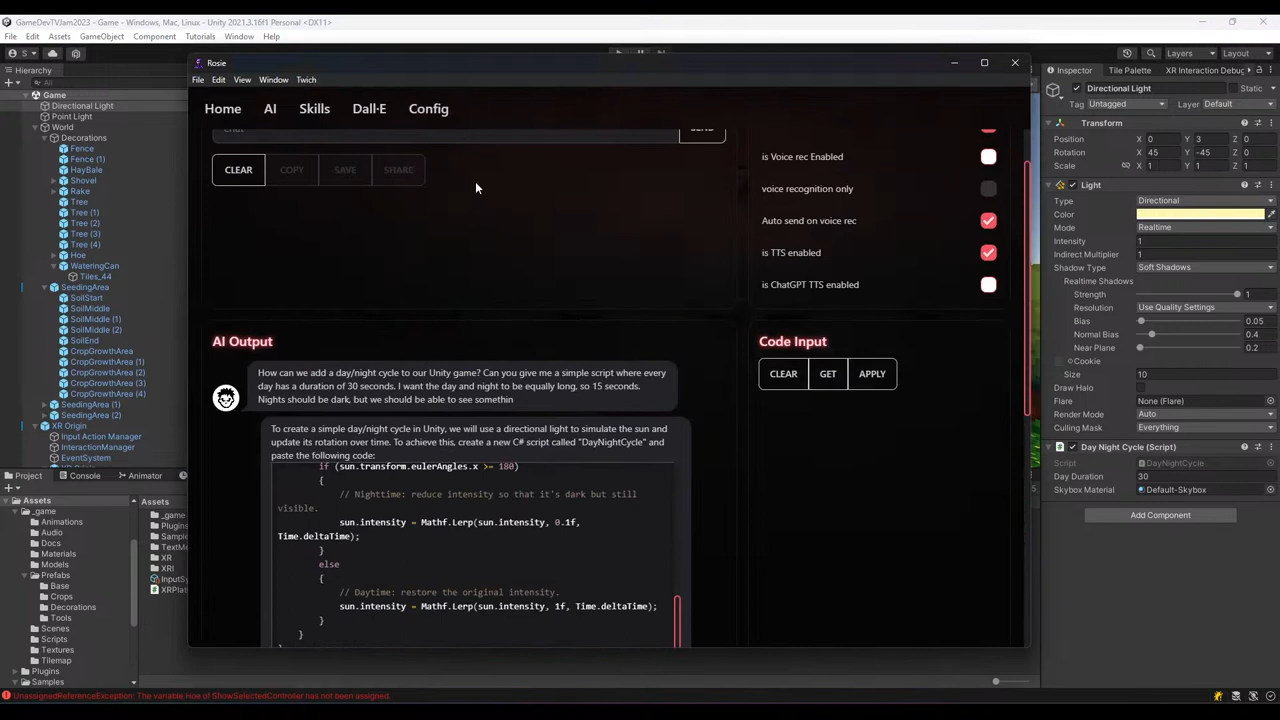 GameDevTVJam2023 - Game - Windows, Mac, Linux - Unity 2021.3.16f1 Personal <DX11>
File Edit Assets GameObject Component Tutorials Window Help
S
Layers
Layout
Hierarchy
All
Game
Directional Light
Point Light
World
Decorations
Fence
Fence (1)
HayBale
Shovel
Rake
Tree
Tree (1)
Tree (2)
Tree (3)
Tree (4)
Hoe
WateringCan
Tiles_44
SeedingArea
SoilStart
SoilMiddle
SoilMiddle (1)
SoilMiddle (2)
SoilEnd
CropGrowthArea
CropGrowthArea (1)
CropGrowthArea (2)
CropGrowthArea (3)
CropGrowthArea (4)
SeedingArea (1)
SeedingArea (2)
XR Origin
Input Action Manager
InteractionManager
EventSystem
Project Console Animator
Assets
_game
Animations
Audio
Docs
Materials
Models
Prefabs
Base
Crops
Decorations
Tools
Scenes
Scripts
Textures
Tilemap
Plugins
Samples
Assets
_game
Plugins
Sample
TextMe
XR
XRI
InputSy
XRPlat
Rosie
File Edit View Window Twitch
Home AI Skills Dall·E Config
chat
SEND
CLEAR COPY SAVE SHARE
is Voice rec Enabled
voice recognition only
Auto send on voice rec
is TTS enabled
is ChatGPT TTS enabled
AI Output
How can we add a day/night cycle to our Unity game? Can you give me a simple script where every
day has a duration of 30 seconds. I want the day and night to be equally long, so 15 seconds.
Nights should be dark, but we should be able to see somethin
To create a simple day/night cycle in Unity, we will use a directional light to simulate the sun and
update its rotation over time. To achieve this, create a new C# script called "DayNightCycle" and
paste the following code:
if (sun.transform.eulerAngles.x >= 180)
{
// Nighttime: reduce intensity so that it's dark but still
visible.
sun.intensity = Mathf.Lerp(sun.intensity, 0.1f,
Time.deltaTime);
}
else
{
// Daytime: restore the original intensity.
sun.intensity = Mathf.Lerp(sun.intensity, 1f, Time.deltaTime);
}
}
Code Input
CLEAR GET APPLY
Inspector Tile Palette XR Interaction Debug
Directional Light Static
Tag Untagged Layer Default
Transform
Position X 0 Y 3 Z 0
Rotation X 45 Y -45 Z 0
Scale X 1 Y 1 Z 1
Light
Type Directional
Color
Mode Realtime
Intensity 1
Indirect Multiplier 1
Shadow Type Soft Shadows
Realtime Shadows
Strength 1
Resolution Use Quality Settings
Bias 0.05
Normal Bias 0.4
Near Plane 0.2
Cookie
Size 10
Draw Halo
Flare None (Flare)
Render Mode Auto
Culling Mask Everything
Day Night Cycle (Script)
Script DayNightCycle
Day Duration 30
Skybox Material Default-Skybox
Add Component
UnassignedReferenceException: The variable Hoe of ShowSelectedController has not been assigned.